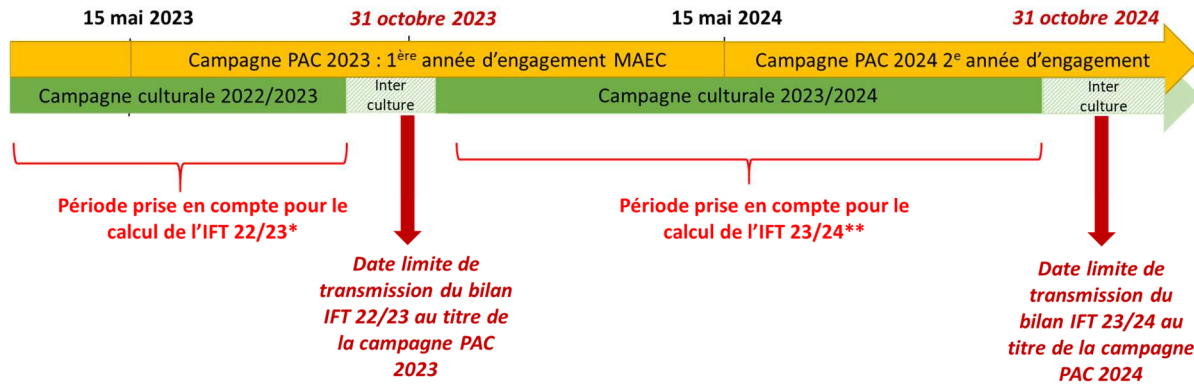 15 mai 2023
31 octobre 2023
15 mai 2024
31 octobre 2024
Campagne PAC 2023 : 1ère année d'engagement MAEC
Campagne PAC 2024 2e année d'engagement
Campagne culturale 2022/2023
Inter
culture
Campagne culturale 2023/2024
Inter
culture
Période prise en compte pour le
calcul de l'IFT 22/23*
Période prise en compte pour le
calcul de l'IFT 23/24**
Date limite de
transmission du bilan
IFT 22/23 au titre de
la campagne PAC
2023
Date limite de
transmission du
bilan IFT 23/24 au
titre de la campagne
PAC 2024